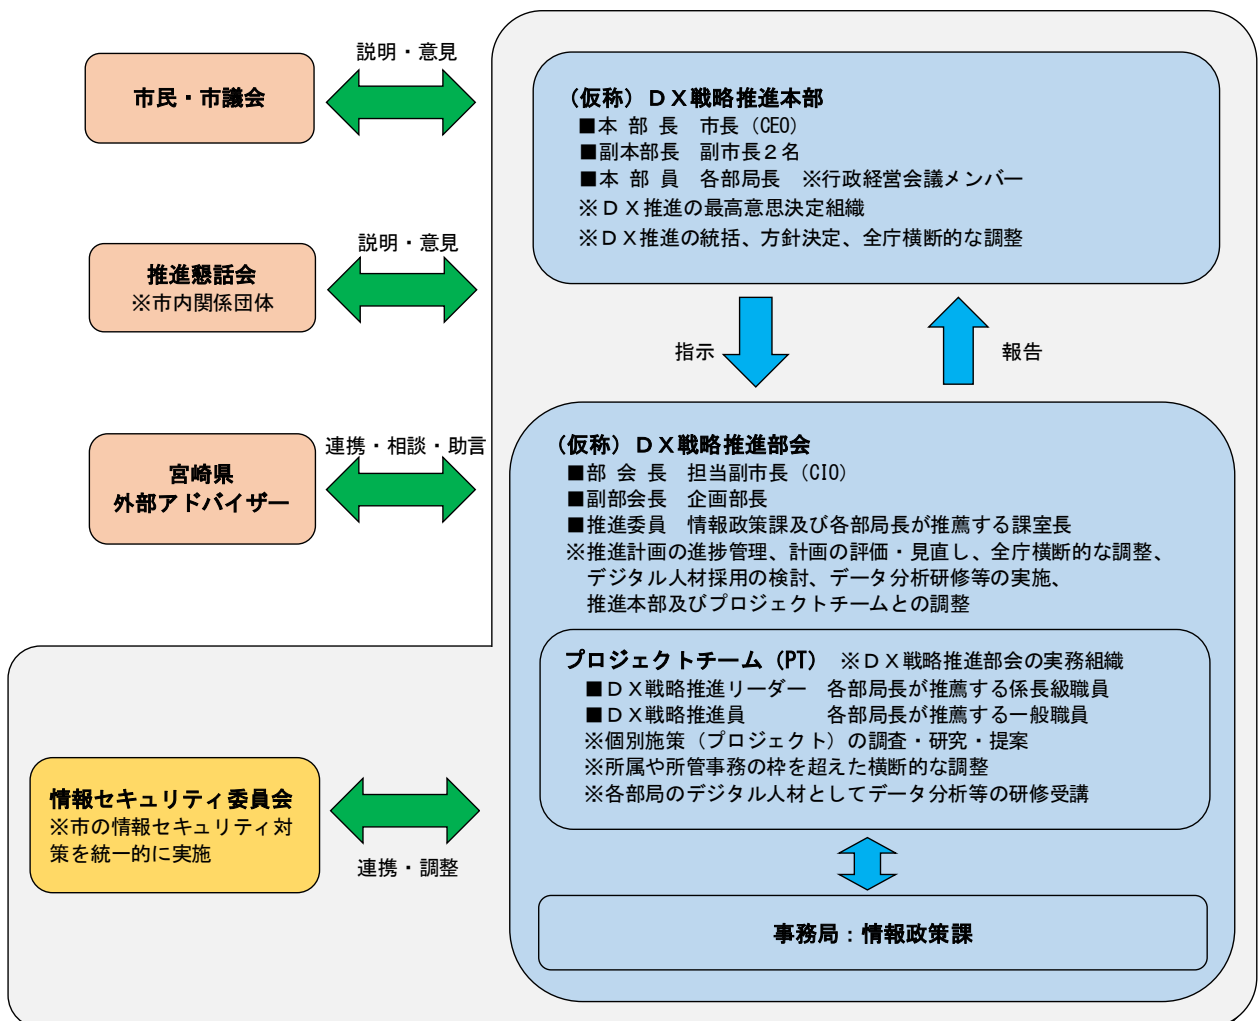 説明・意見
市民・市議会
(仮称)DX戦略推進本部
■本 部 長 市長(CEO)
■副本部長 副市長2名
■本 部 員 各部局長 ※行政経営会議メンバー
※DX推進の最高意思決定組織
※DX推進の統括、方針決定、全庁横断的な調整
説明・意見
推進懇話会
※市内関係団体
指示
報告
連携・相談・助言
宮崎県
外部アドバイザー
(仮称)DX戦略推進部会
■部 会 長 担当副市長(CIO)
■副部会長 企画部長
■推進委員 情報政策課及び各部局長が推薦する課室長
※推進計画の進捗管理、計画の評価・見直し、全庁横断的な調整、
デジタル人材採用の検討、データ分析研修等の実施、
推進本部及びプロジェクトチームとの調整
プロジェクトチーム(PT) ※DX戦略推進部会の実務組織
■DX戦略推進リーダー 各部局長が推薦する係長級職員
■DX戦略推進員 各部局長が推薦する一般職員
※個別施策(プロジェクト)の調査・研究・提案
※所属や所管事務の枠を超えた横断的な調整
※各部局のデジタル人材としてデータ分析等の研修受講
情報セキュリティ委員会
※市の情報セキュリティ対
策を統一的に実施
連携・調整
事務局:情報政策課